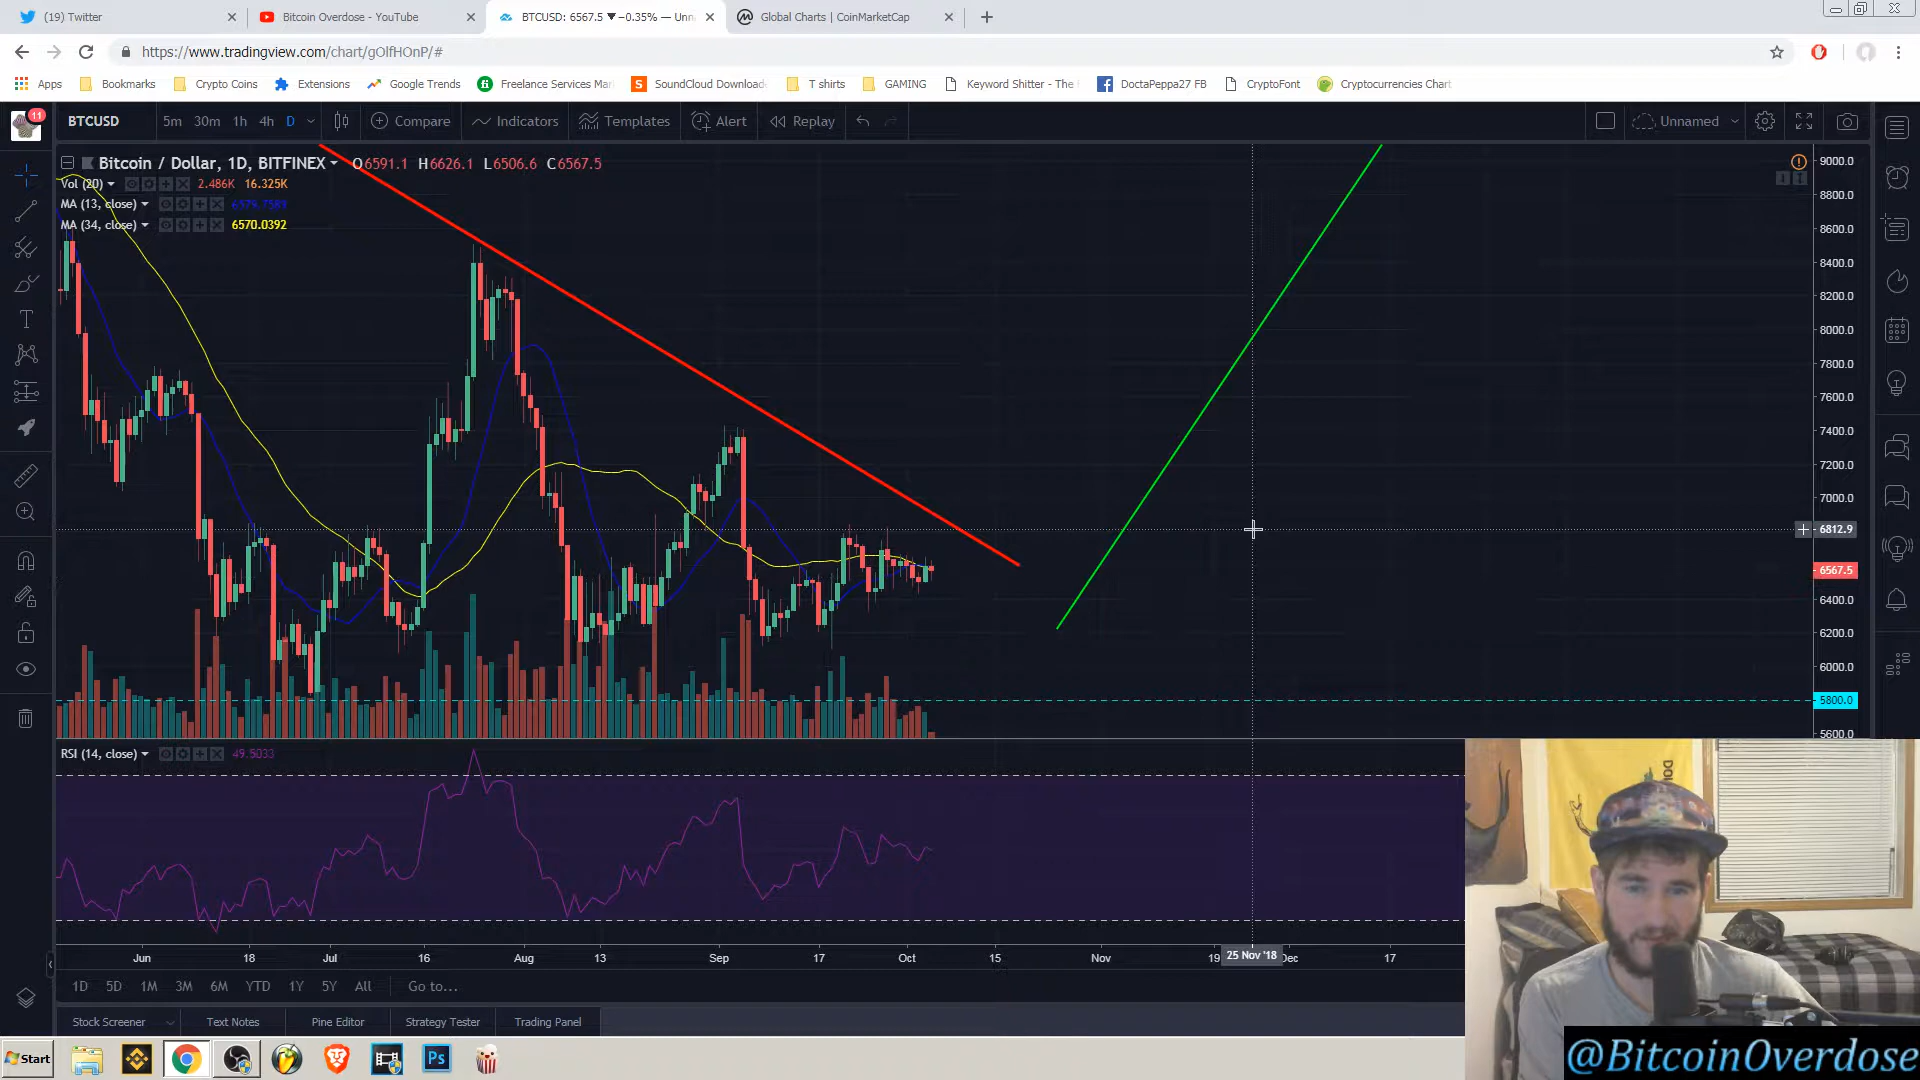 (19) Twitter
Bitcoin Overdose - YouTube
BTCUSD: 6567.5 ▼ −0.35% — Unn
Global Charts | CoinMarketCap
https://www.tradingview.com/chart/gOlfHOnP/#
Apps
Bookmarks
Crypto Coins
Extensions
Google Trends
Freelance Services Mar
SoundCloud Download
T shirts
GAMING
Keyword Shitter - The
DoctaPeppa27 FB
CryptoFont
Cryptocurrencies Chart
11
BTCUSD
5m 30m 1h 4h D
Compare
Indicators
Templates
Alert
Replay
Unnamed
Bitcoin / Dollar, 1D, BITFINEX O6591.1 H6626.1 L6506.6 C6567.5
Vol (20) 2.486K 16.325K
MA (13, close) 6579.7589
MA (34, close) 6570.0392
9000.0
8800.0
8600.0
8400.0
8200.0
8000.0
7800.0
7600.0
7400.0
7200.0
7000.0
6812.9
6567.5
6400.0
6200.0
6000.0
5800.0
5600.0
RSI (14, close) 49.5033
Jun 18 Jul 16 Aug 13 Sep 17 Oct 15 Nov 19 25 Nov '18 Dec 17
1D 5D 1M 3M 6M YTD 1Y 5Y All Go to...
Stock Screener
Text Notes
Pine Editor
Strategy Tester
Trading Panel
Start
Ps
@BitcoinOverdose